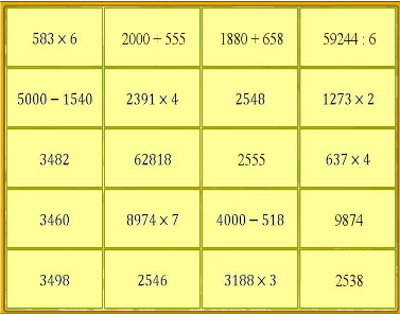 583 × 6 2000 + 555 1880 + 658 59244 : 6
5000 – 1540 2391 × 4 2548 1273 × 2
3482 62818 2555 637 × 4
3460 8974 × 7 4000 – 518 9874
3498 2546 3188 × 3 2538